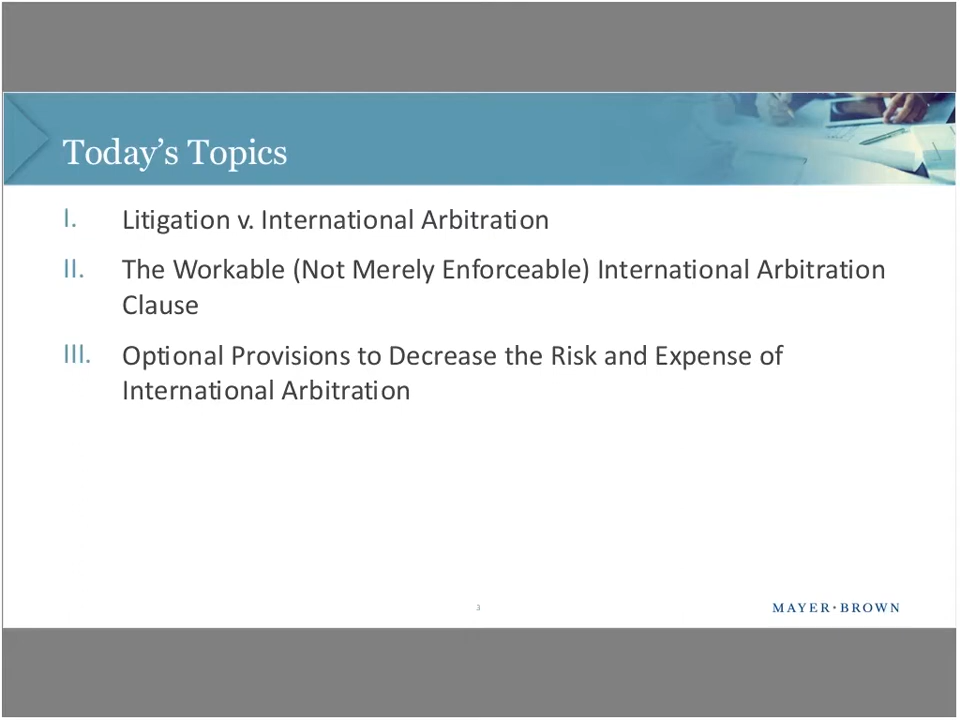 Today’s Topics
I. Litigation v. International Arbitration
II. The Workable (Not Merely Enforceable) International Arbitration
Clause
III. Optional Provisions to Decrease the Risk and Expense of
International Arbitration
3
MAYER•BROWN